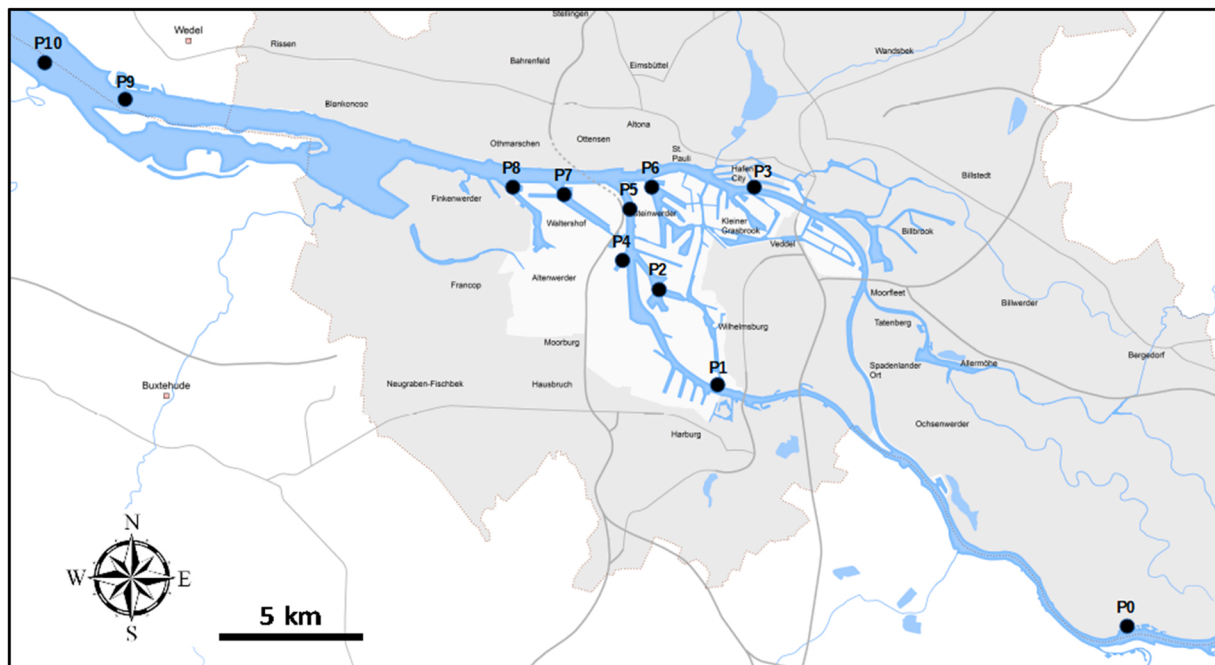 Stellingen
Wedel
P10
Rissen
Wandsbek
Bahrenfeld
Eimsbüttel
P9
Blankenese
Altona
Othmarschen
Ottensen
St.
Pauli
P8
P7
P6
Hafen
City
P3
Billstedt
Finkenwerder
P5
Steinwerder
Waltershof
Kleiner
Grasbrook
Billbrook
Veddel
P4
P2
Altenwerder
Francop
Moorfleet
Billwerder
Tatenberg
Wilhelmsburg
Moorburg
Bergedorf
Spadenlander
Ort
Allermöhe
P1
Buxtehude
Neugraben-Fischbek
Hausbruch
Harburg
Ochsenwerder
N
W
E
S
5 km
P0